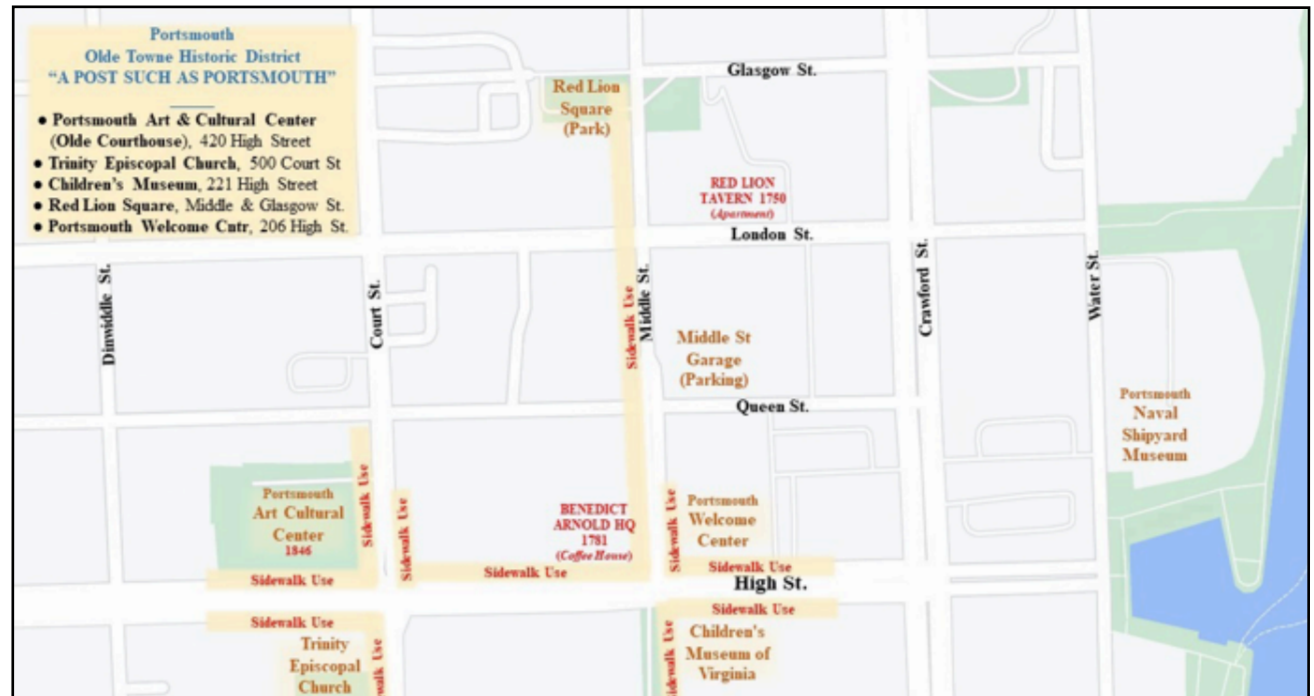 Portsmouth
Olde Towne Historic District
“A POST SUCH AS PORTSMOUTH”
● Portsmouth Art & Cultural Center
(Olde Courthouse), 420 High Street
● Trinity Episcopal Church, 500 Court St
● Children’s Museum, 221 High Street
● Red Lion Square, Middle & Glasgow St.
● Portsmouth Welcome Cntr, 206 High St.
Glasgow St.
Red Lion
Square
(Park)
RED LION
TAVERN 1750
(Apartment)
London St.
Dinwiddle St.
Court St.
Sidewalk Use
Middle St.
Crawford St.
Water St.
Middle St
Garage
(Parking)
Queen St.
Portsmouth
Naval
Shipyard
Museum
Portsmouth
Art Cultural
Center
1846
Sidewalk Use
Sidewalk Use
BENEDICT
ARNOLD HQ
1781
(Coffee House)
Sidewalk Use
Portsmouth
Welcome
Center
Sidewalk Use
Sidewalk Use
Sidewalk Use
High St.
Sidewalk Use
Sidewalk Use
Trinity
Episcopal
Church
walk Use
Sidewalk Use
Children's
Museum of
Virginia